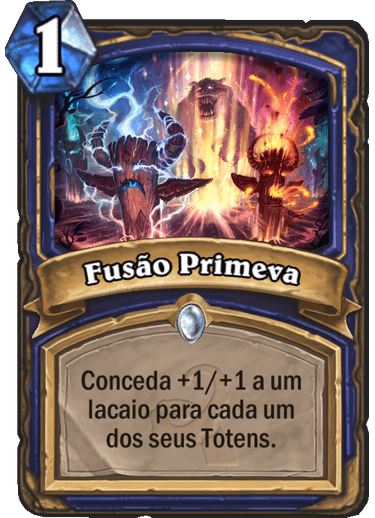 1
Fusão Primeva
Conceda +1/+1 a um
lacaio para cada um
dos seus Totens.